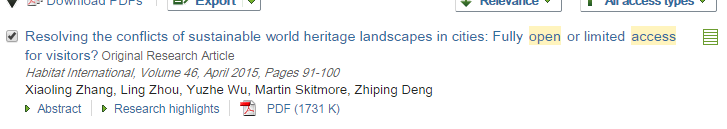 Download PDFs Export Relevance All access types
Resolving the conflicts of sustainable world heritage landscapes in cities: Fully open or limited access
for visitors? Original Research Article
Habitat International, Volume 46, April 2015, Pages 91-100
Xiaoling Zhang, Ling Zhou, Yuzhe Wu, Martin Skitmore, Zhiping Deng
Abstract Research highlights PDF (1731 K)